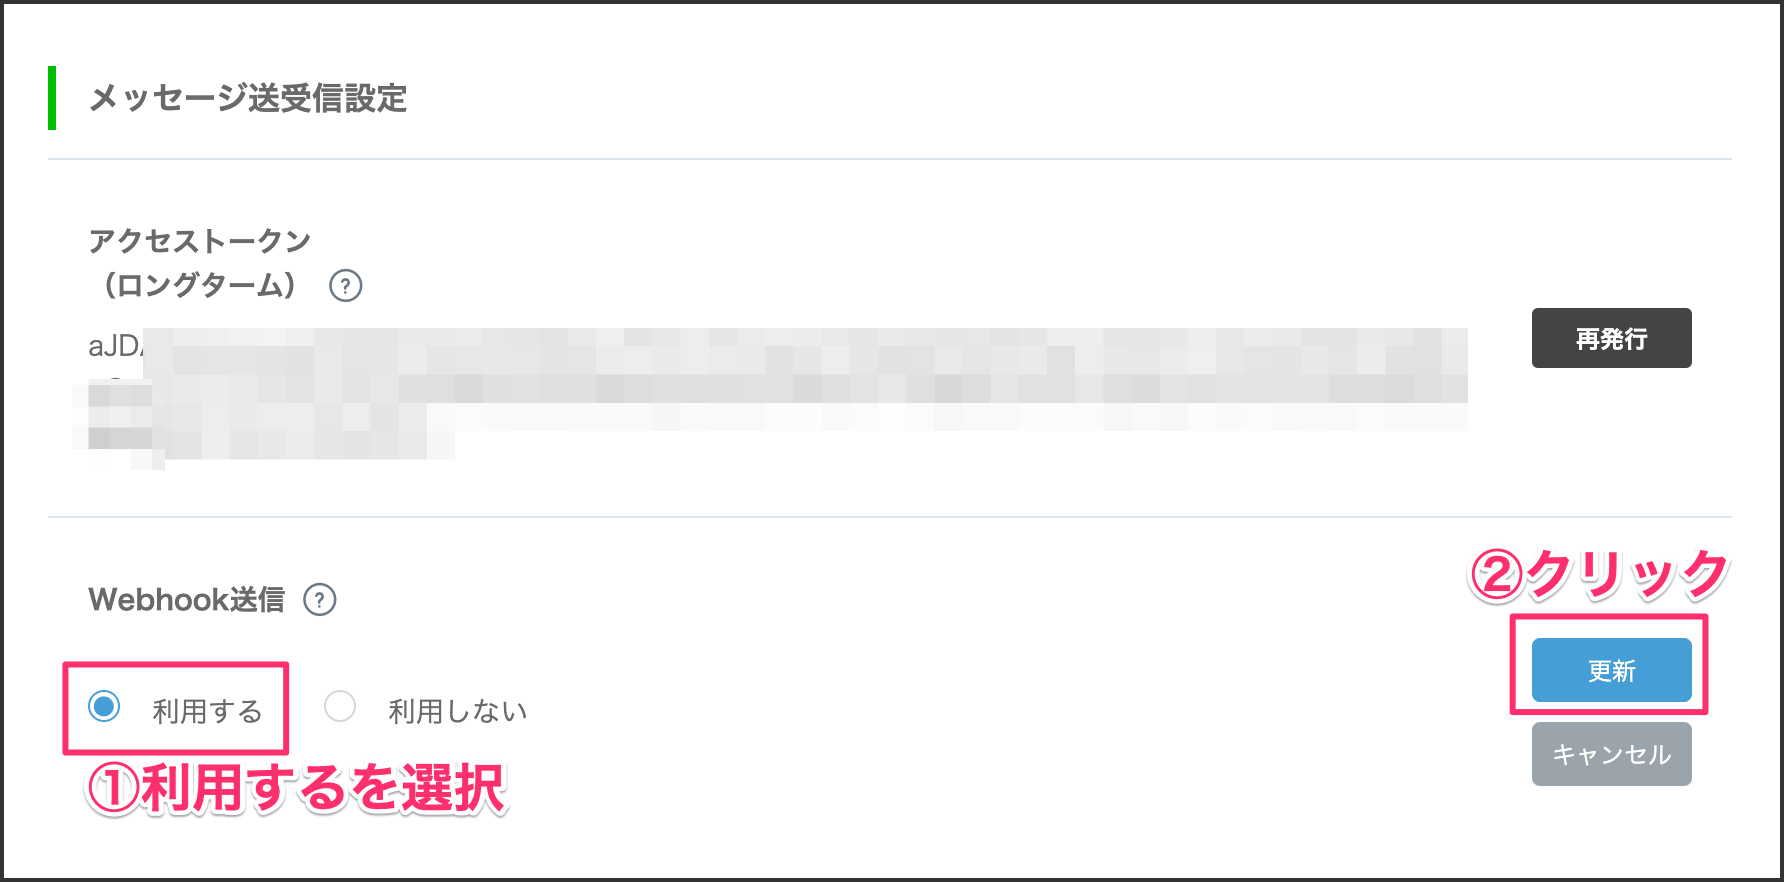 メッセージ送受信設定
アクセストークン
（ロングターム） ?
aJD
再発行
Webhook送信 ?
②クリック
利用する 利用しない
更新
キャンセル
①利用するを選択